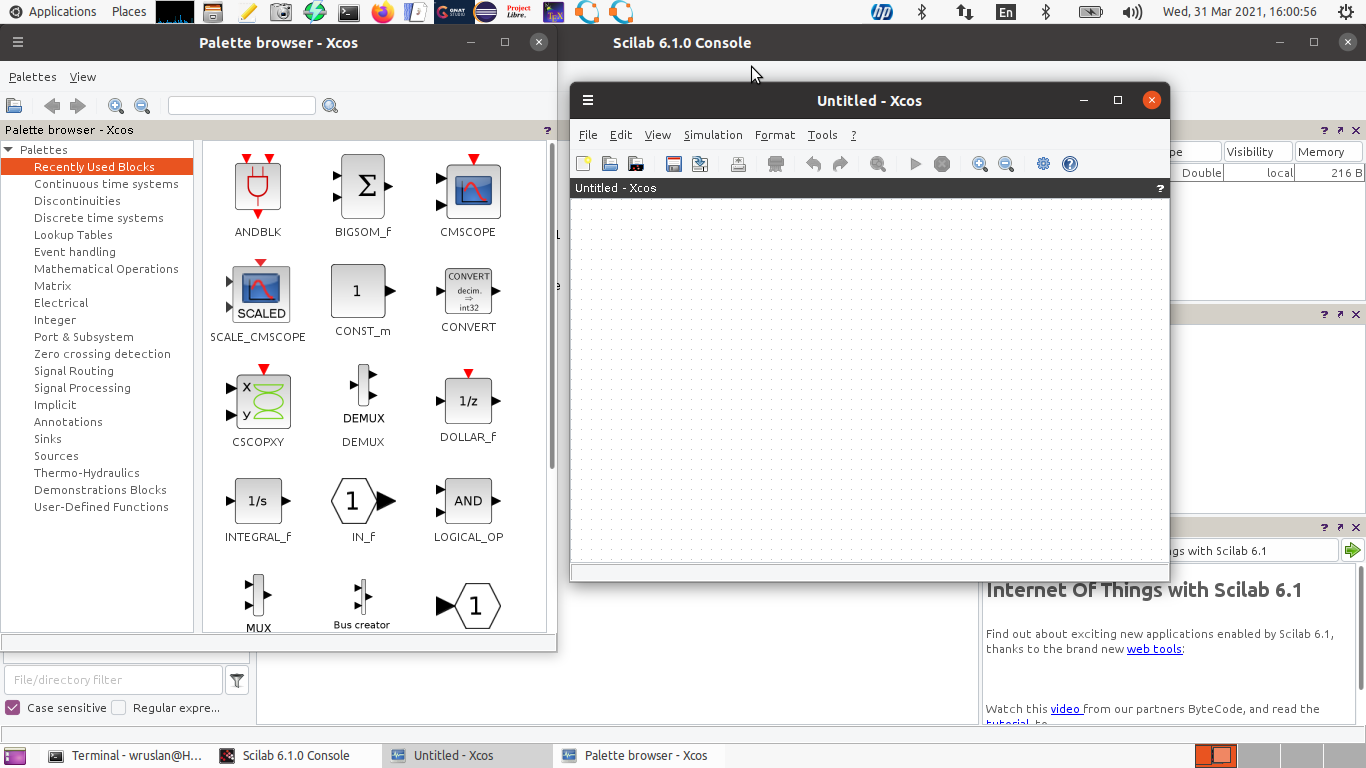 Applications Places En Wed, 31 Mar 2021, 16:00:56
Palette browser - Xcos
Scilab 6.1.0 Console
Palettes View
Palette browser - Xcos ?
Palettes
Recently Used Blocks
Continuous time systems
Discontinuities
Discrete time systems
Lookup Tables
Event handling
Mathematical Operations
Matrix
Electrical
Integer
Port & Subsystem
Zero crossing detection
Signal Routing
Signal Processing
Implicit
Annotations
Sinks
Sources
Thermo-Hydraulics
Demonstrations Blocks
User-Defined Functions
Σ
ANDBLK BIGSOM_f CMSCOPE
SCALED
1
CONVERT
decim.
⇒
int32
SCALE_CMSCOPE CONST_m CONVERT
X
y
DEMUX
1/z
CSCOPXY DEMUX DOLLAR_f
1/s 1 AND
INTEGRAL_f IN_f LOGICAL_OP
MUX Bus creator 1
Untitled - Xcos
File Edit View Simulation Format Tools ?
Untitled - Xcos ?
? Visibility Memory
Double local 216 B
?
?
with Scilab 6.1
Internet Of Things with Scilab 6.1
Find out about exciting new applications enabled by Scilab 6.1,
thanks to the brand new web tools:
Watch this video from our partners ByteCode, and read the
tutorial to
File/directory filter
Case sensitive Regular expre...
Terminal - wruslan@H... Scilab 6.1.0 Console Untitled - Xcos Palette browser - Xcos